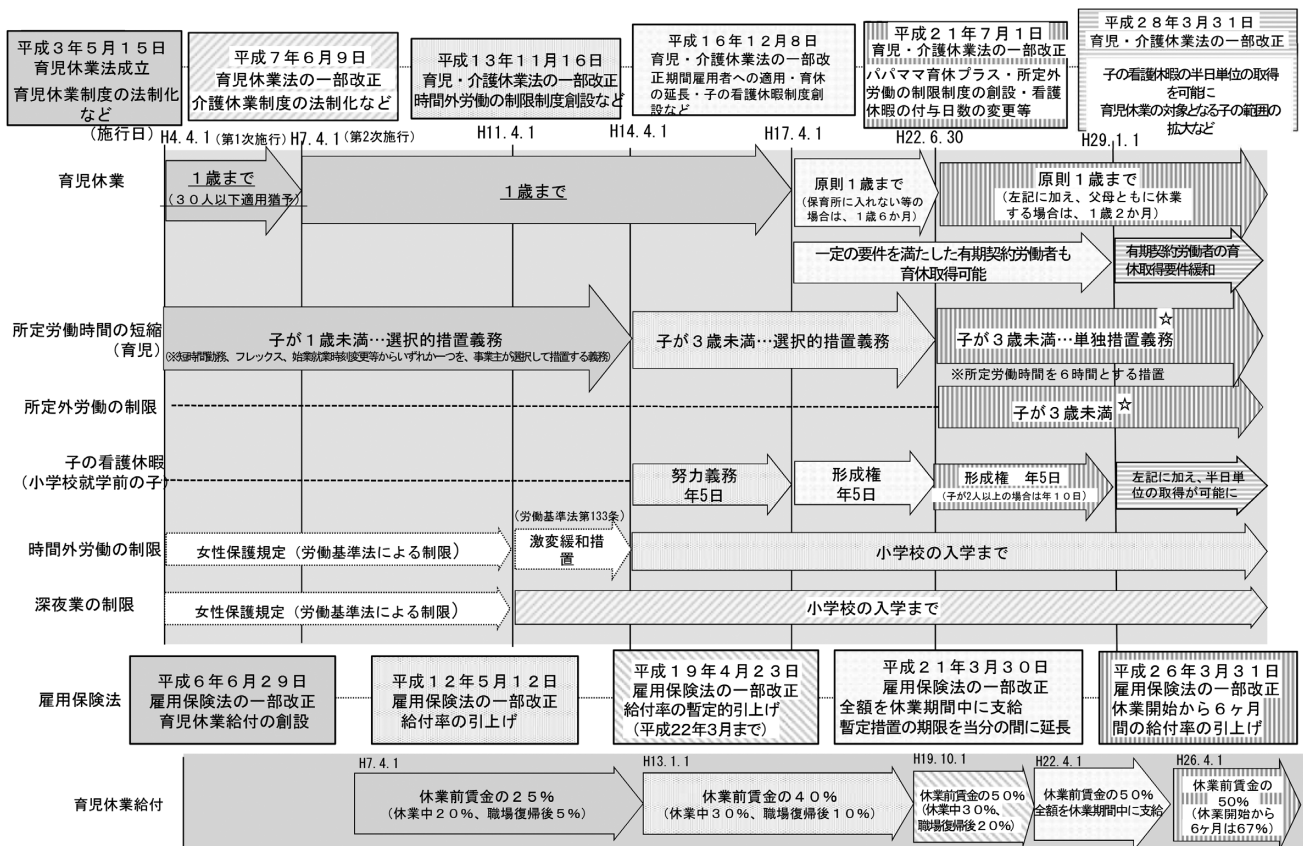 平成3年5月15日
育児休業法成立
育児休業制度の法制化
など
平成7年6月9日
育児休業法の一部改正
介護休業制度の法制化など
平成13年11月16日
育児・介護休業法の一部改正
時間外労働の制限制度創設など
平成16年12月8日
育児・介護休業法の一部改
正期間雇用者への適用・育休
の延長・子の看護休暇制度創
設など
平成21年7月1日
育児・介護休業法の一部改正
パパママ育休プラス・所定外
労働の制限制度の創設・看護
休暇の付与日数の変更等
平成28年3月31日
育児・介護休業法の一部改正
子の看護休暇の半日単位の取得
を可能に
育児休業の対象となる子の範囲の
拡大など
(施行日)
H4.4.1 (第1次施行)
H7.4.1 (第2次施行)
H11.4.1
H14.4.1
H17.4.1
H22.6.30
H29.1.1
育児休業
1歳まで
(30人以下適用猶予)
1歳まで
原則1歳まで
(保育所に入れない等の
場合は、1歳6か月)
原則1歳まで
(左記に加え、父母ともに休業
する場合は、1歳2か月)
一定の要件を満たした有期契約労働者も
育休取得可能
有期契約労働者の育
休取得要件緩和
所定労働時間の短縮
(育児)
子が1歳未満…選択的措置義務
(※短時間勤務、フレックス、始業就業時刻変更等からいずれか一つを、事業主が選択して措置する義務)
子が3歳未満…選択的措置義務
☆
子が3歳未満…単独措置義務
※所定労働時間を6時間とする措置
所定外労働の制限
子が3歳未満☆
子の看護休暇
(小学校就学前の子)
努力義務
年5日
形成権
年5日
形成権 年5日
(子が2人以上の場合は年10日)
左記に加え、半日単
位の取得が可能に
時間外労働の制限
女性保護規定(労働基準法による制限)
(労働基準法第133条)
激変緩和措
置
小学校の入学まで
深夜業の制限
女性保護規定(労働基準法による制限)
小学校の入学まで
雇用保険法
平成6年6月29日
雇用保険法の一部改正
育児休業給付の創設
平成12年5月12日
雇用保険法の一部改正
給付率の引上げ
平成19年4月23日
雇用保険法の一部改正
給付率の暫定的引上げ
(平成22年3月まで)
平成21年3月30日
雇用保険法の一部改正
全額を休業期間中に支給
暫定措置の期限を当分の間に延長
平成26年3月31日
雇用保険法の一部改正
休業開始から6ヶ月
間の給付率の引上げ
H7.4.1
H13.1.1
H19.10.1
H22.4.1
H26.4.1
育児休業給付
休業前賃金の25%
(休業中20%、職場復帰後5%)
休業前賃金の40%
(休業中30%、職場復帰後10%)
休業前賃金の50%
(休業中30%、
職場復帰後20%)
休業前賃金の50%
全額を休業期間中に支給
休業前賃金の
50%
(休業開始から
6ヶ月は67%)